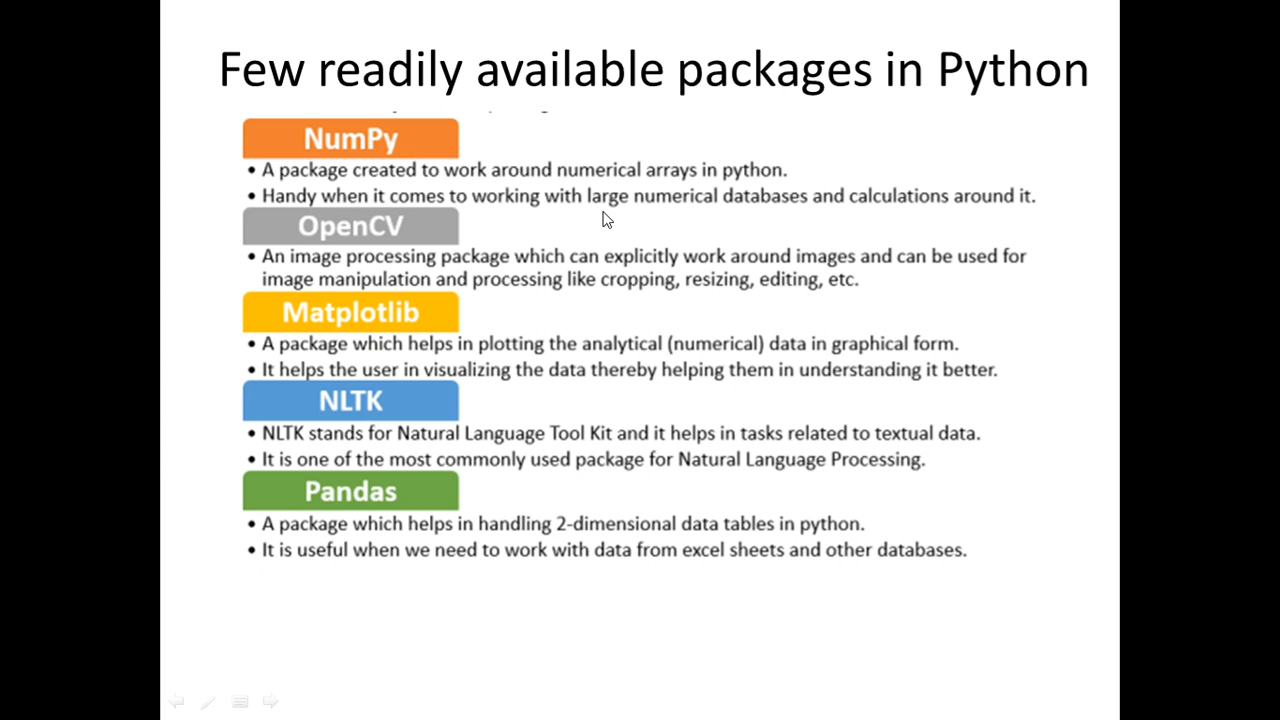 Few readily available packages in Python
NumPy
• A package created to work around numerical arrays in python.
• Handy when it comes to working with large numerical databases and calculations around it.
OpenCV
• An image processing package which can explicitly work around images and can be used for
image manipulation and processing like cropping, resizing, editing, etc.
Matplotlib
• A package which helps in plotting the analytical (numerical) data in graphical form.
• It helps the user in visualizing the data thereby helping them in understanding it better.
NLTK
• NLTK stands for Natural Language Tool Kit and it helps in tasks related to textual data.
• It is one of the most commonly used package for Natural Language Processing.
Pandas
• A package which helps in handling 2-dimensional data tables in python.
• It is useful when we need to work with data from excel sheets and other databases.